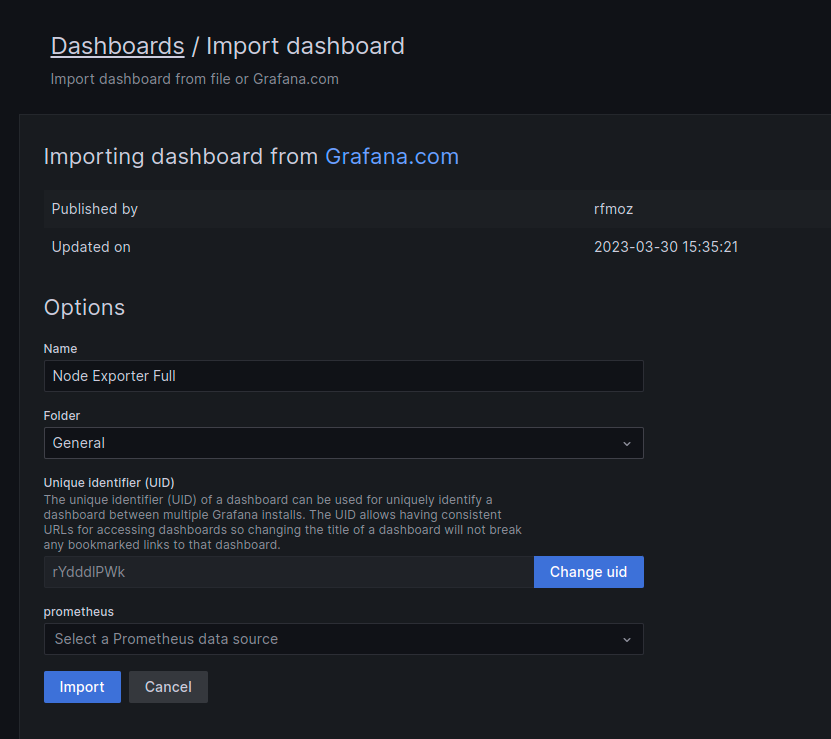 Dashboards / Import dashboard
Import dashboard from file or Grafana.com
Importing dashboard from Grafana.com
Published by rfmoz
Updated on 2023-03-30 15:35:21
Options
Name
Node Exporter Full
Folder
General
Unique identifier (UID)
The unique identifier (UID) of a dashboard can be used for uniquely identify a
dashboard between multiple Grafana installs. The UID allows having consistent
URLs for accessing dashboards so changing the title of a dashboard will not break
any bookmarked links to that dashboard.
rYdddlPWk Change uid
prometheus
Select a Prometheus data source
Import Cancel